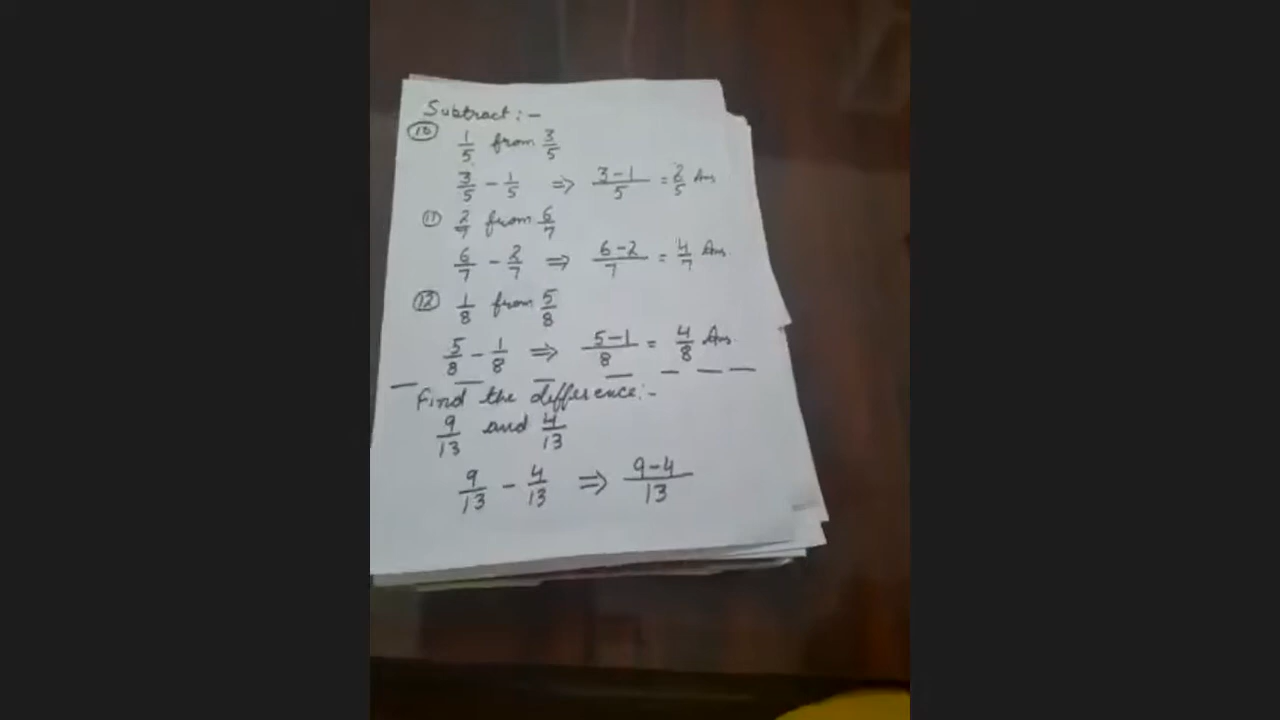 Subtract:-
(10) 1/5 from 3/5
3/5 - 1/5 ⇒ 3-1/5 = 2/5 Ans
(11) 2/7 from 6/7
6/7 - 2/7 ⇒ 6-2/7 = 4/7 Ans
(12) 1/8 from 5/8
5/8 - 1/8 ⇒ 5-1/8 = 4/8 Ans
Find the difference:-
9/13 and 4/13
9/13 - 4/13 ⇒ 9-4/13